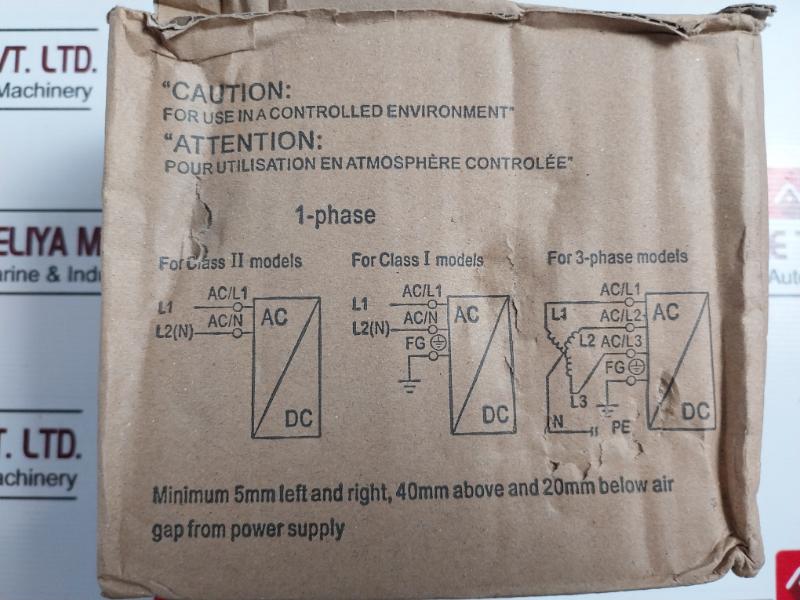 VT. LTD.
Machinery
"CAUTION:
FOR USE IN A CONTROLLED ENVIRONMENT"
"ATTENTION:
POUR UTILISATION EN ATMOSPHÈRE CONTROLÉE"
1-phase
ELIYA M
arine & Indu
For Class II models
For Class I models
For 3-phase models
L1 AC/L1
L2(N) AC/N
AC
DC
L1 AC/L1
L2(N) AC/N
FG
AC
DC
AC/L1
L1
AC/L2
L2 AC/L3
FG
L3
N
PE
AC
DC
T. LTD.
achinery
Minimum 5mm left and right, 40mm above and 20mm below air
gap from power supply